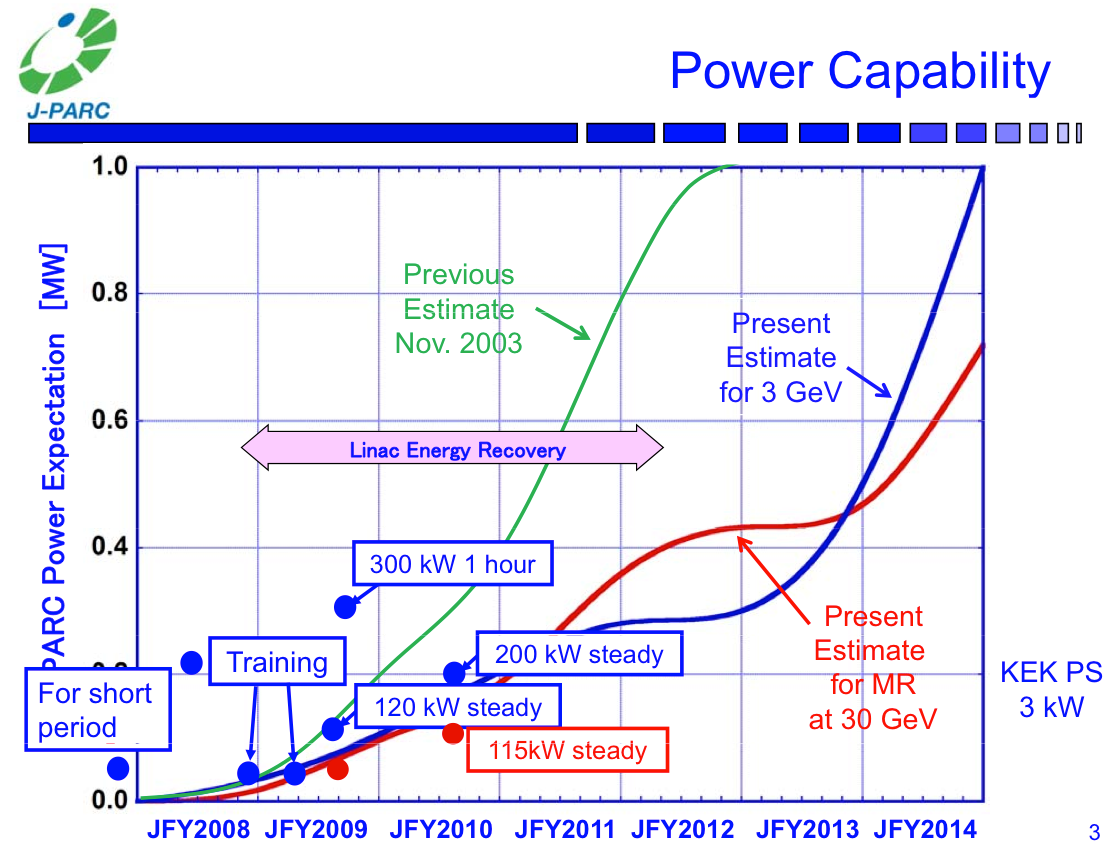 J-PARC
Power Capability
1.0
0.8
0.6
0.4
0.0
PARC Power Expectation [MW]
Previous
Estimate
Nov. 2003
Present
Estimate
for 3 GeV
Linac Energy Recovery
300 kW 1 hour
Training
200 kW steady
For short
period
120 kW steady
115kW steady
Present
Estimate
for MR
at 30 GeV
KEK PS
3 kW
JFY2008 JFY2009 JFY2010 JFY2011 JFY2012 JFY2013 JFY2014
3